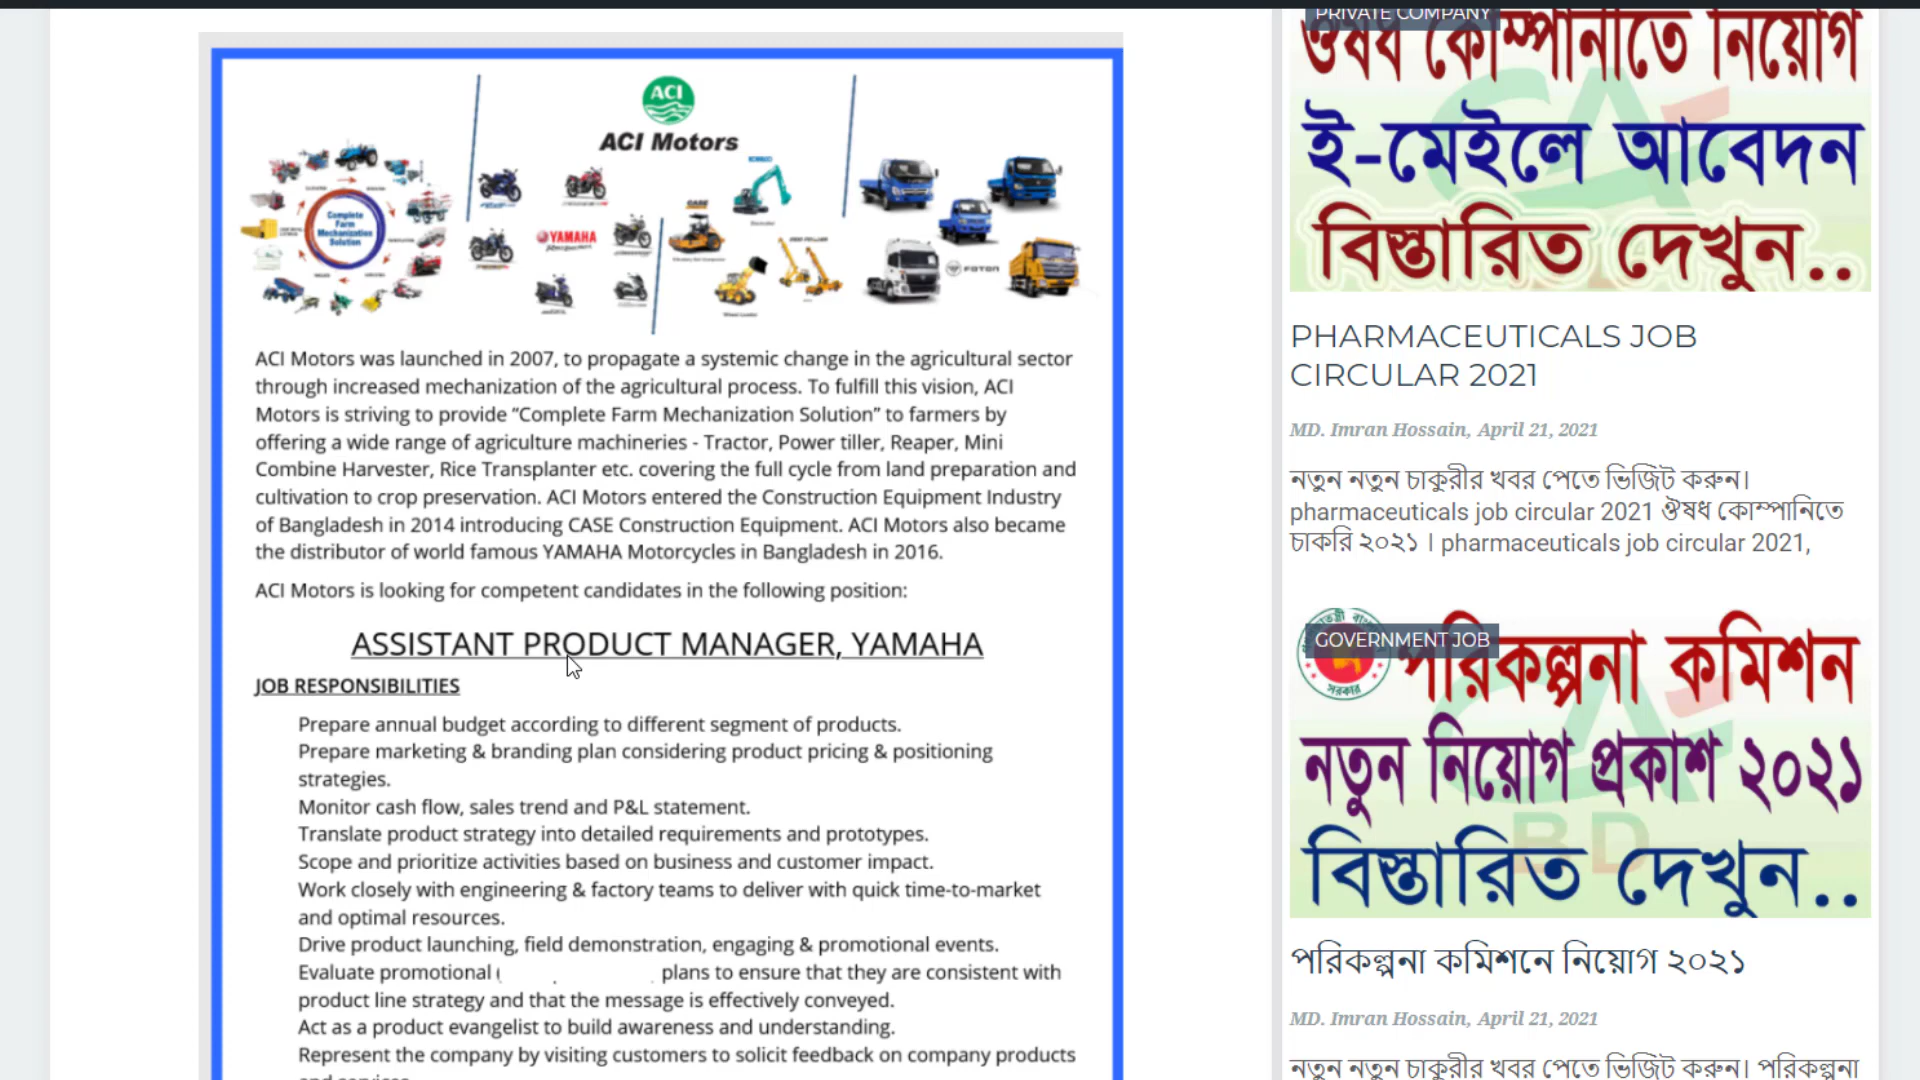 ACI
ACI Motors
Complete
Farm
Mechanization
Solution
YAMAHA
CASE
FOTON
ACI Motors was launched in 2007, to propagate a systemic change in the agricultural sector
through increased mechanization of the agricultural process. To fulfill this vision, ACI
Motors is striving to provide “Complete Farm Mechanization Solution” to farmers by
offering a wide range of agriculture machineries - Tractor, Power tiller, Reaper, Mini
Combine Harvester, Rice Transplanter etc. covering the full cycle from land preparation and
cultivation to crop preservation. ACI Motors entered the Construction Equipment Industry
of Bangladesh in 2014 introducing CASE Construction Equipment. ACI Motors also became
the distributor of world famous YAMAHA Motorcycles in Bangladesh in 2016.
ACI Motors is looking for competent candidates in the following position:
ASSISTANT PRODUCT MANAGER, YAMAHA
JOB RESPONSIBILITIES
Prepare annual budget according to different segment of products.
Prepare marketing & branding plan considering product pricing & positioning
strategies.
Monitor cash flow, sales trend and P&L statement.
Translate product strategy into detailed requirements and prototypes.
Scope and prioritize activities based on business and customer impact.
Work closely with engineering & factory teams to deliver with quick time-to-market
and optimal resources.
Drive product launching, field demonstration, engaging & promotional events.
Evaluate promotional plans to ensure that they are consistent with
product line strategy and that the message is effectively conveyed.
Act as a product evangelist to build awareness and understanding.
Represent the company by visiting customers to solicit feedback on company products
and services.
PRIVATE COMPANY
ঔষধ কোম্পানিতে নিয়োগ
ই-মেইলে আবেদন
বিস্তারিত দেখুন..
PHARMACEUTICALS JOB
CIRCULAR 2021
MD. Imran Hossain, April 21, 2021
নতুন নতুন চাকুরীর খবর পেতে ভিজিট করুন।
pharmaceuticals job circular 2021 ঔষধ কোম্পানিতে
চাকরি ২০২১ । pharmaceuticals job circular 2021,
GOVERNMENT JOB
পরিকল্পনা কমিশন
নতুন নিয়োগ প্রকাশ ২০২১
বিস্তারিত দেখুন..
পরিকল্পনা কমিশনে নিয়োগ ২০২১
MD. Imran Hossain, April 21, 2021
নতুন নতুন চাকুরীর খবর পেতে ভিজিট করুন। পরিকল্পনা